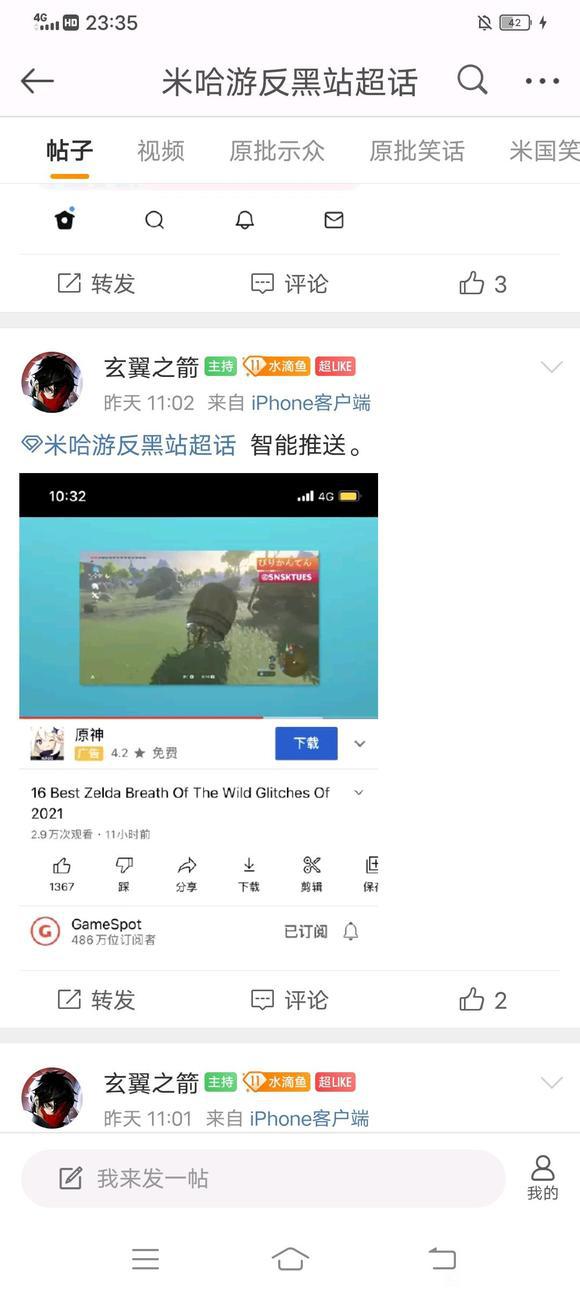 4G HD 23:35 42
米哈游反黑站超话
帖子 视频 原批示众 原批笑话 米国笑
转发 评论 3
玄翼之箭 主持 11 水滴鱼 超LIKE
昨天 11:02 来自 iPhone客户端
米哈游反黑站超话 智能推送。
10:32 4G
びりかんてん
@SNSKTUES
原神
广告 4.2 ★ 免费
下载
16 Best Zelda Breath Of The Wild Glitches Of
2021
2.9万次观看 · 11小时前
1367 踩 分享 下载 剪辑 保存
GameSpot
486万位订阅者
已订阅
转发 评论 2
玄翼之箭 主持 11 水滴鱼 超LIKE
昨天 11:01 来自 iPhone客户端
我来发一帖
我的